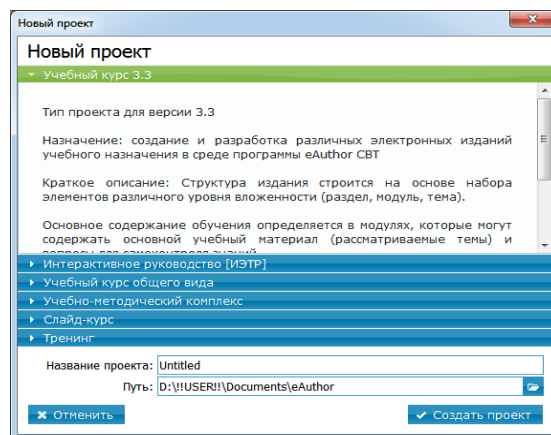 Новый проект
Новый проект
Учебный курс 3.3
Тип проекта для версии 3.3
Назначение: создание и разработка различных электронных изданий
учебного назначения в среде программы eAuthor CBT
Краткое описание: Структура издания строится на основе набора
элементов различного уровня вложенности (раздел, модуль, тема).
Основное содержание обучения определяется в модулях, которые могут
содержать основной учебный материал (рассматриваемые темы) и
вопросы для самоконтроля знаний
Интерактивное руководство [ИЭТР]
Учебный курс общего вида
Учебно-методический комплекс
Слайд-курс
Тренинг
Название проекта: Untitled
Путь: D:\!!USER!!\Documents\eAuthor
Отменить Создать проект